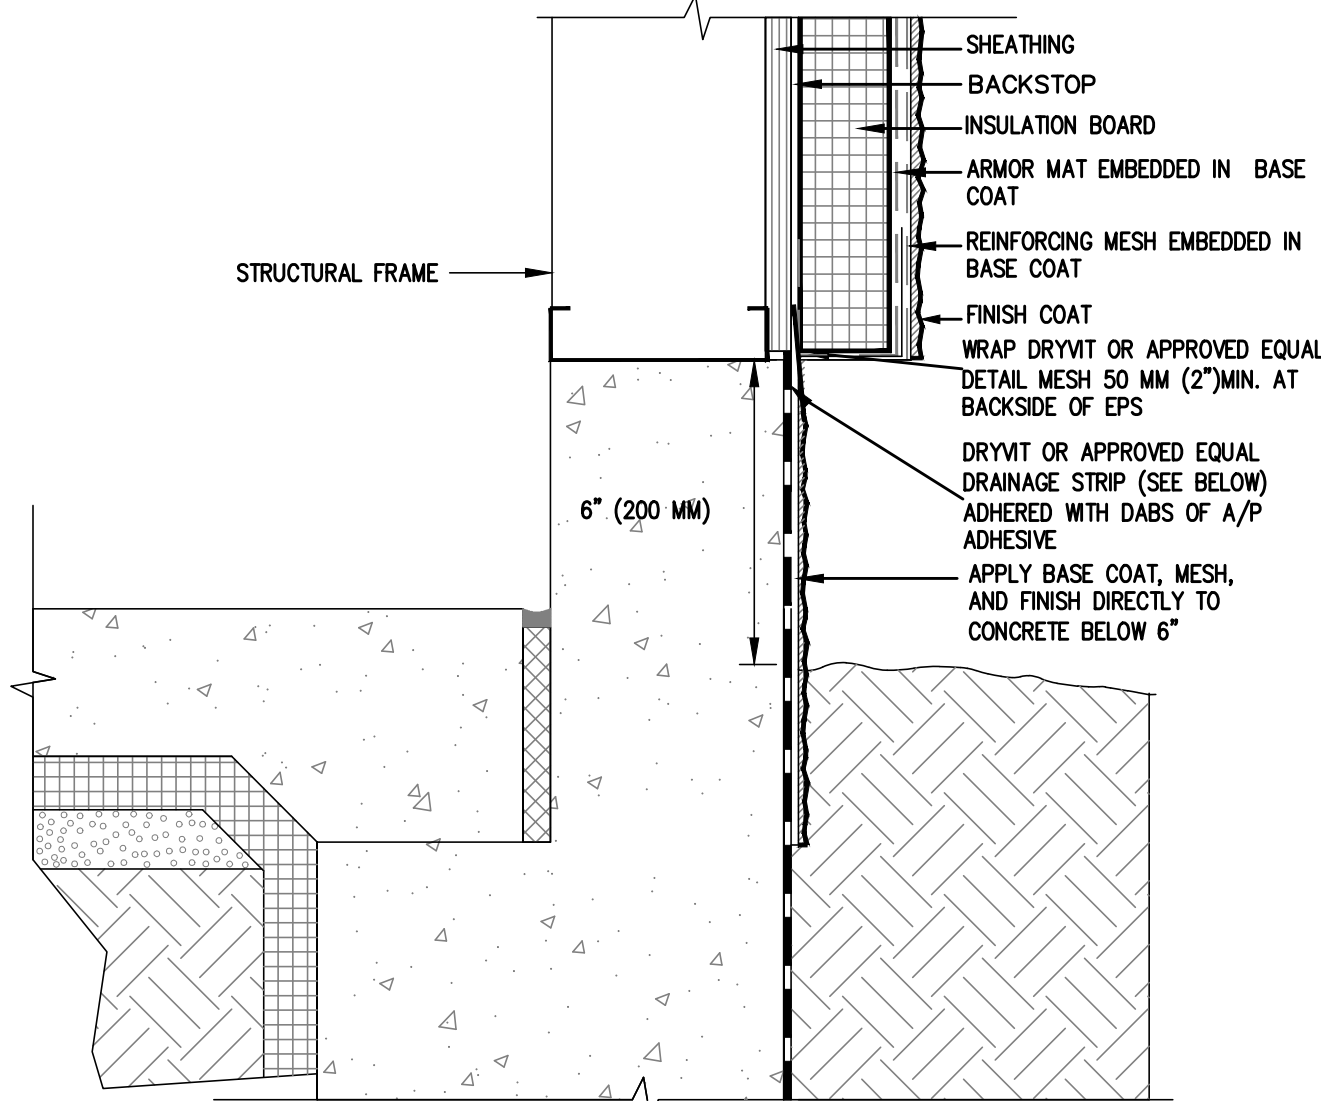 SHEATHING
BACKSTOP
INSULATION BOARD
ARMOR MAT EMBEDDED IN BASE
COAT
REINFORCING MESH EMBEDDED IN
BASE COAT
STRUCTURAL FRAME
FINISH COAT
WRAP DRYVIT OR APPROVED EQUAL
DETAIL MESH 50 MM (2")MIN. AT
BACKSIDE OF EPS
DRYVIT OR APPROVED EQUAL
DRAINAGE STRIP (SEE BELOW)
ADHERED WITH DABS OF A/P
ADHESIVE
6" (200 MM)
APPLY BASE COAT, MESH,
AND FINISH DIRECTLY TO
CONCRETE BELOW 6"